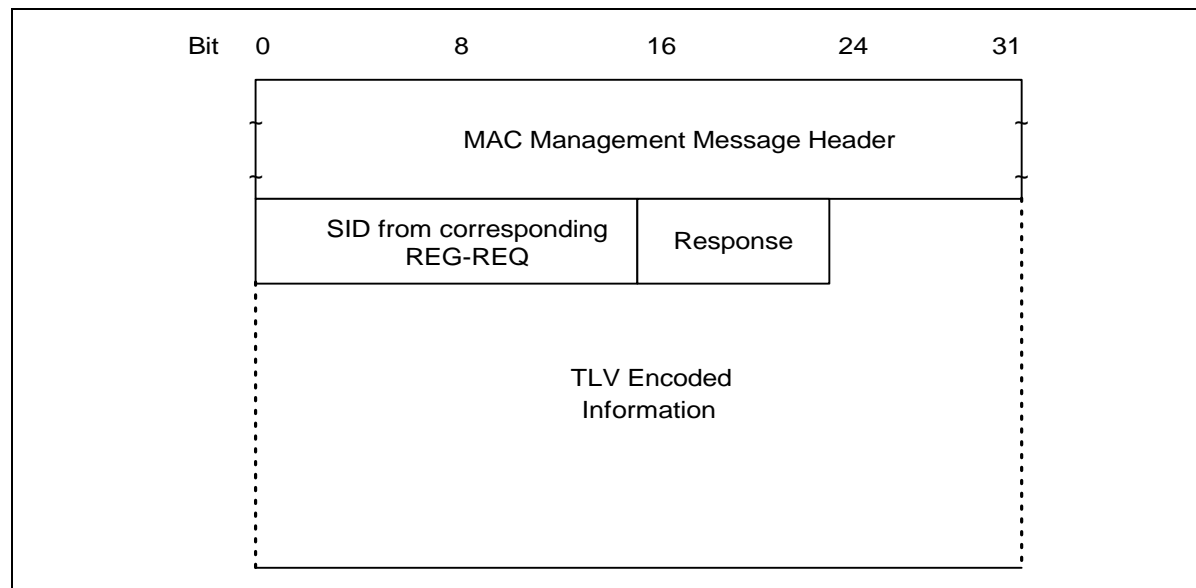 Bit 0 8 16 24 31
MAC Management Message Header
SID from corresponding
REG-REQ
Response
TLV Encoded
Information